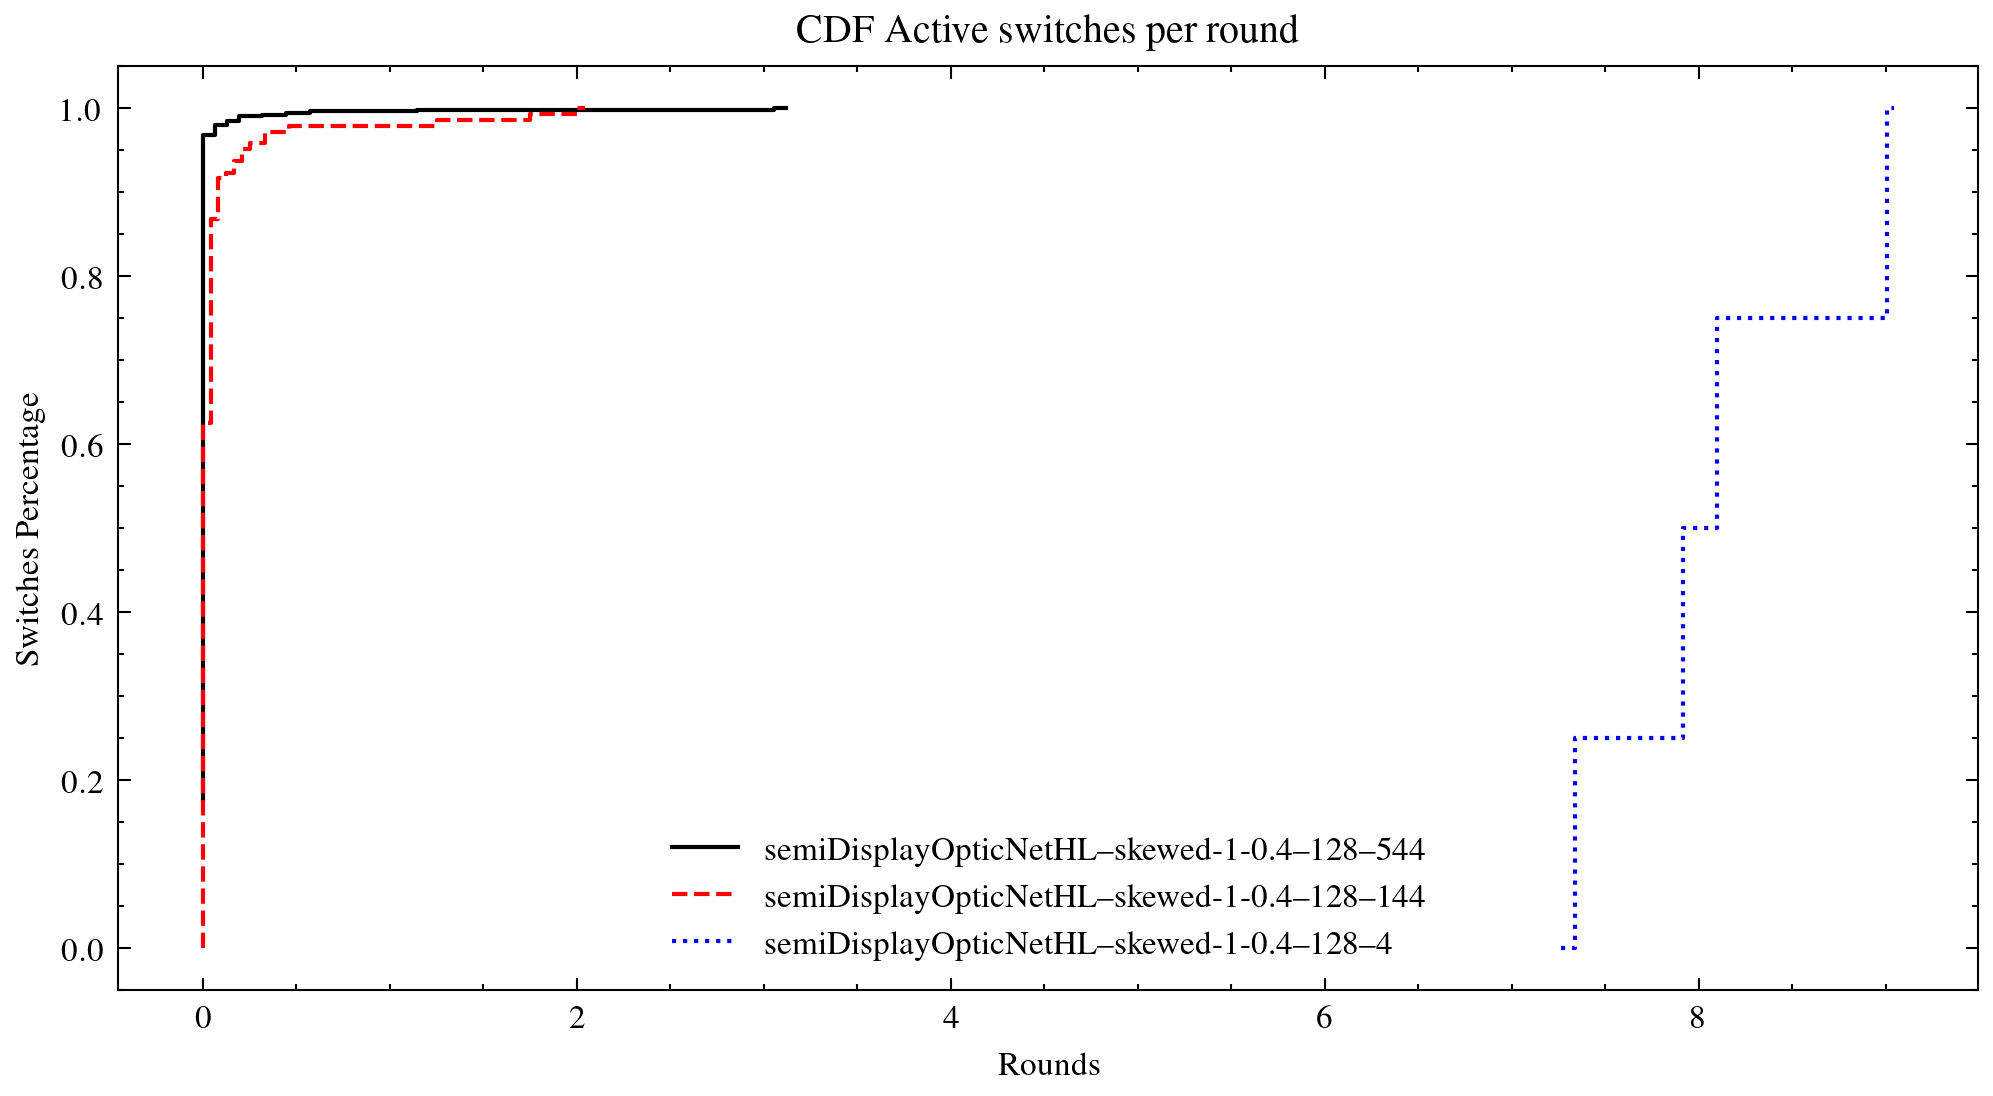 CDF Active switches per round
1.0
0.8
0.6
0.4
0.2
0.0
Switches Percentage
semiDisplayOpticNetHL–skewed-1-0.4–128–544
semiDisplayOpticNetHL–skewed-1-0.4–128–144
semiDisplayOpticNetHL–skewed-1-0.4–128–4
0 2 4 6 8
Rounds